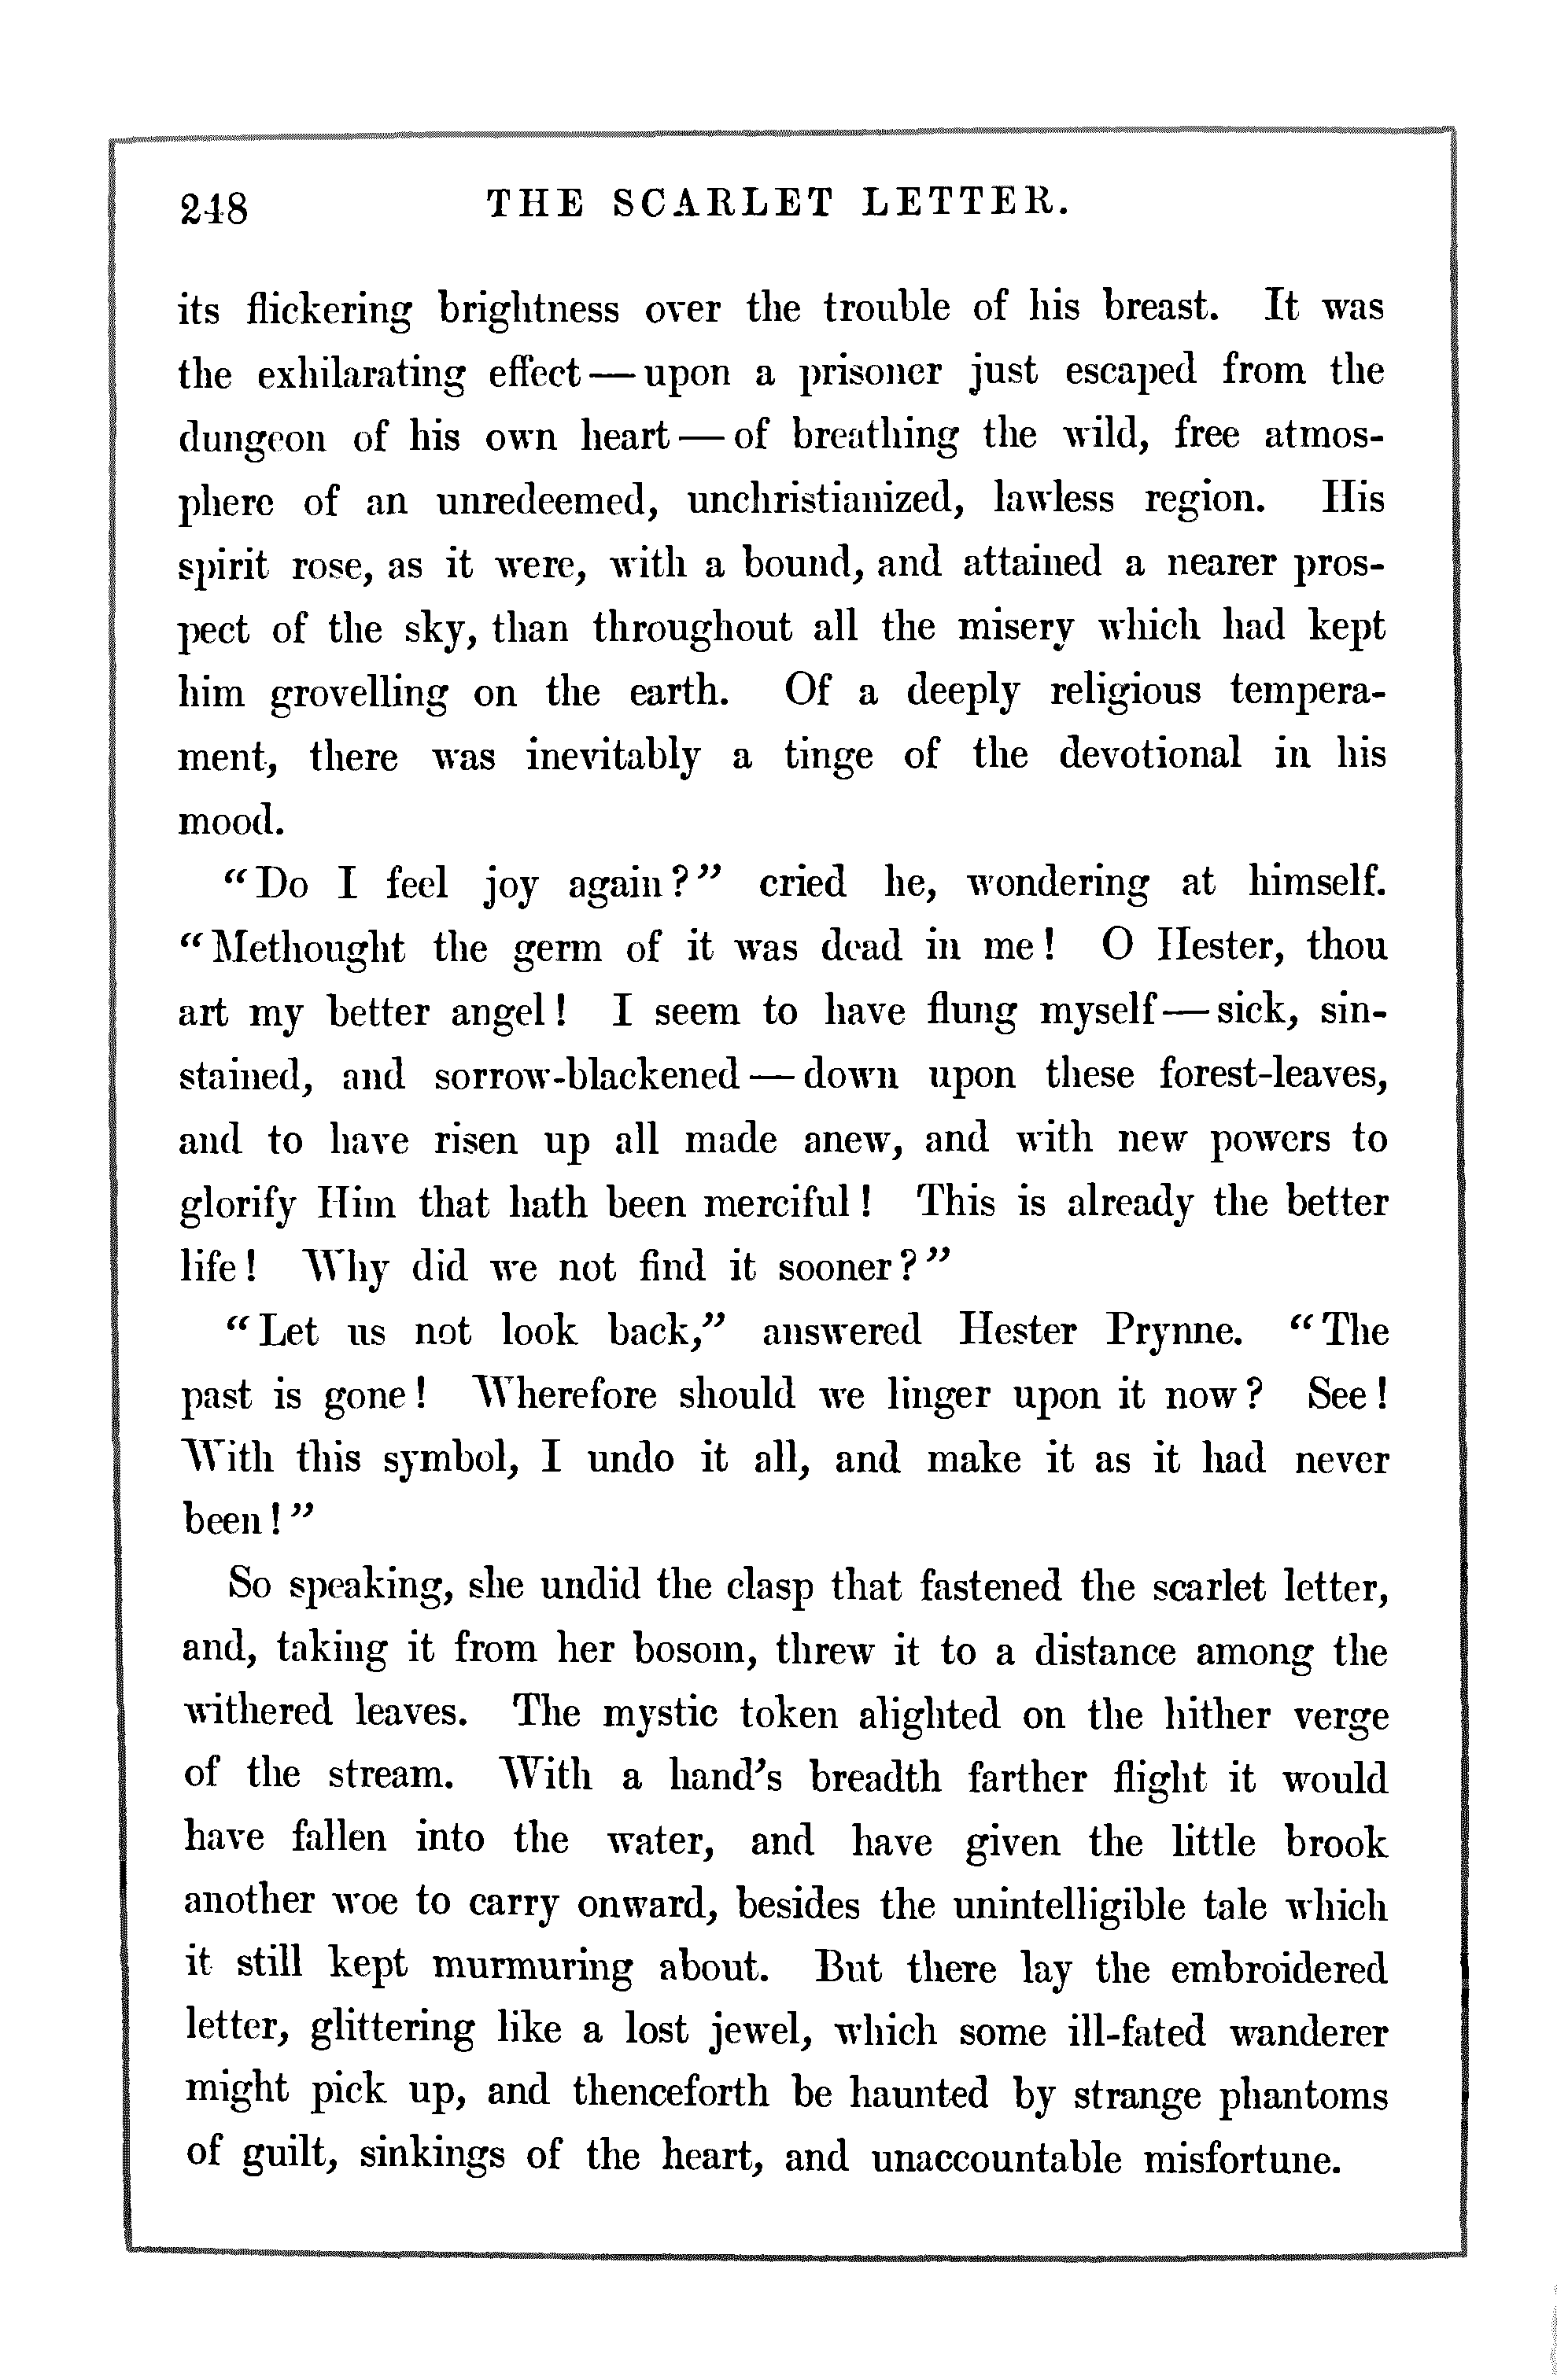 248 THE SCARLET LETTER.
its flickering brightness over the trouble of his breast. It was
the exhilarating effect — upon a prisoner just escaped from the
dungeon of his own heart — of breathing the wild, free atmos-
phere of an unredeemed, unchristianized, lawless region. His
spirit rose, as it were, with a bound, and attained a nearer pros-
pect of the sky, than throughout all the misery which had kept
him grovelling on the earth. Of a deeply religious tempera-
ment, there was inevitably a tinge of the devotional in his
mood.
“Do I feel joy again?” cried he, wondering at himself.
“Methought the germ of it was dead in me! O Hester, thou
art my better angel! I seem to have flung myself — sick, sin-
stained, and sorrow-blackened — down upon these forest-leaves,
and to have risen up all made anew, and with new powers to
glorify Him that hath been merciful! This is already the better
life! Why did we not find it sooner?”
“Let us not look back,” answered Hester Prynne. “The
past is gone! Wherefore should we linger upon it now? See!
With this symbol, I undo it all, and make it as it had never
been!”
So speaking, she undid the clasp that fastened the scarlet letter,
and, taking it from her bosom, threw it to a distance among the
withered leaves. The mystic token alighted on the hither verge
of the stream. With a hand’s breadth farther flight it would
have fallen into the water, and have given the little brook
another woe to carry onward, besides the unintelligible tale which
it still kept murmuring about. But there lay the embroidered
letter, glittering like a lost jewel, which some ill-fated wanderer
might pick up, and thenceforth be haunted by strange phantoms
of guilt, sinkings of the heart, and unaccountable misfortune.